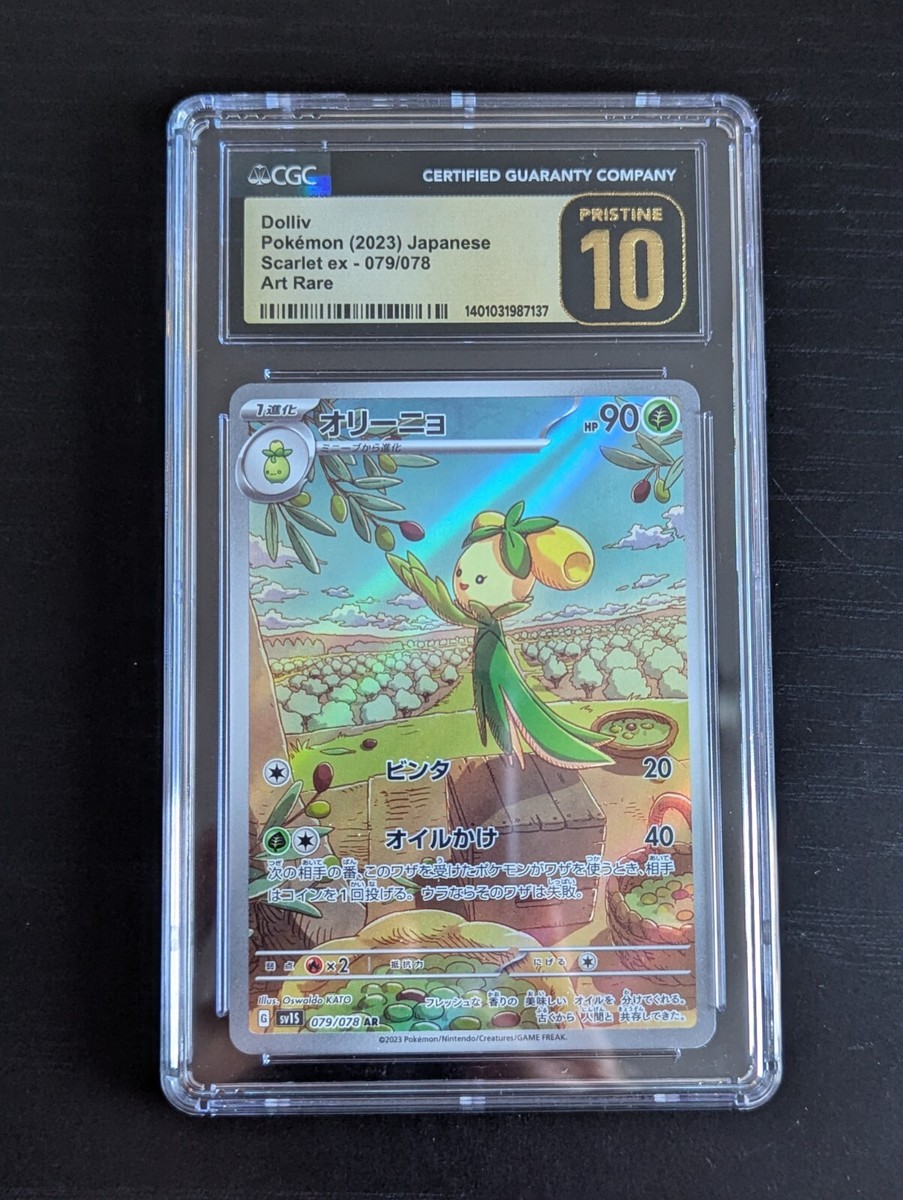 CGC
CERTIFIED GUARANTY COMPANY
Dolliv
Pokémon (2023) Japanese
Scarlet ex - 079/078
Art Rare
1401031987137
PRISTINE
10
1進化
オリーニョ
HP90
ミニーブから進化
ビンタ 20
オイルかけ 40
次の相手の番、このワザを受けたポケモンがワザを使うとき、相手
はコインを1回投げる。ウラならそのワザは失敗。
弱点 ×2 抵抗力 にげる
Illus. Oswaldo KATO
フレッシュな 香りの 美味しい オイルを 分けてくれる。
古くから 人間と 共存してきた。
G sv1S 079/078 AR
©2023 Pokémon/Nintendo/Creatures/GAME FREAK.